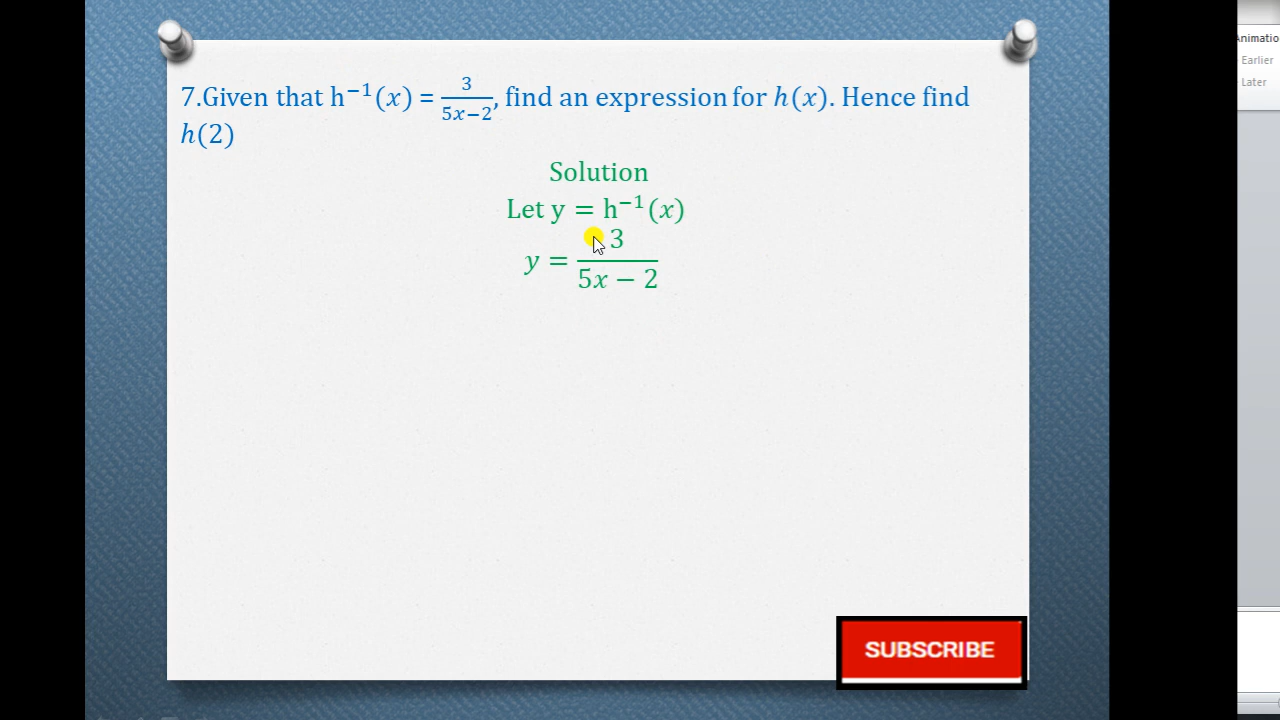 7.Given that h⁻¹(x) = 3/(5x−2), find an expression for h(x). Hence find
h(2)
Solution
Let y = h⁻¹(x)
y = 3/(5x − 2)
SUBSCRIBE
Animatio
Earlier
Later